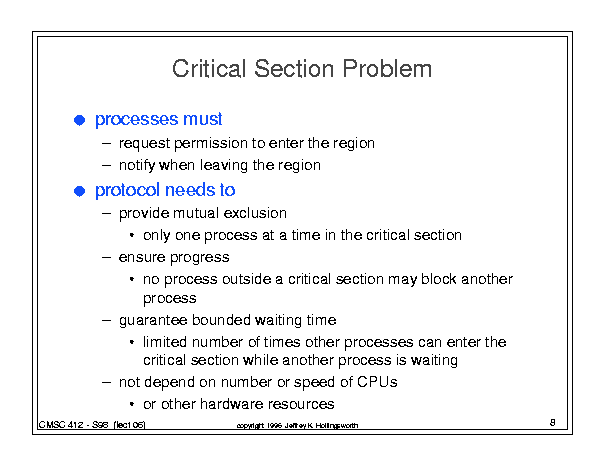 Critical Section Problem
● processes must
– request permission to enter the region
– notify when leaving the region
● protocol needs to
– provide mutual exclusion
• only one process at a time in the critical section
– ensure progress
• no process outside a critical section may block another
process
– guarantee bounded waiting time
• limited number of times other processes can enter the
critical section while another process is waiting
– not depend on number or speed of CPUs
• or other hardware resources
CMSC 412 - S96 (lect 06) copyright 1996 Jeffrey K. Hollingsworth 8